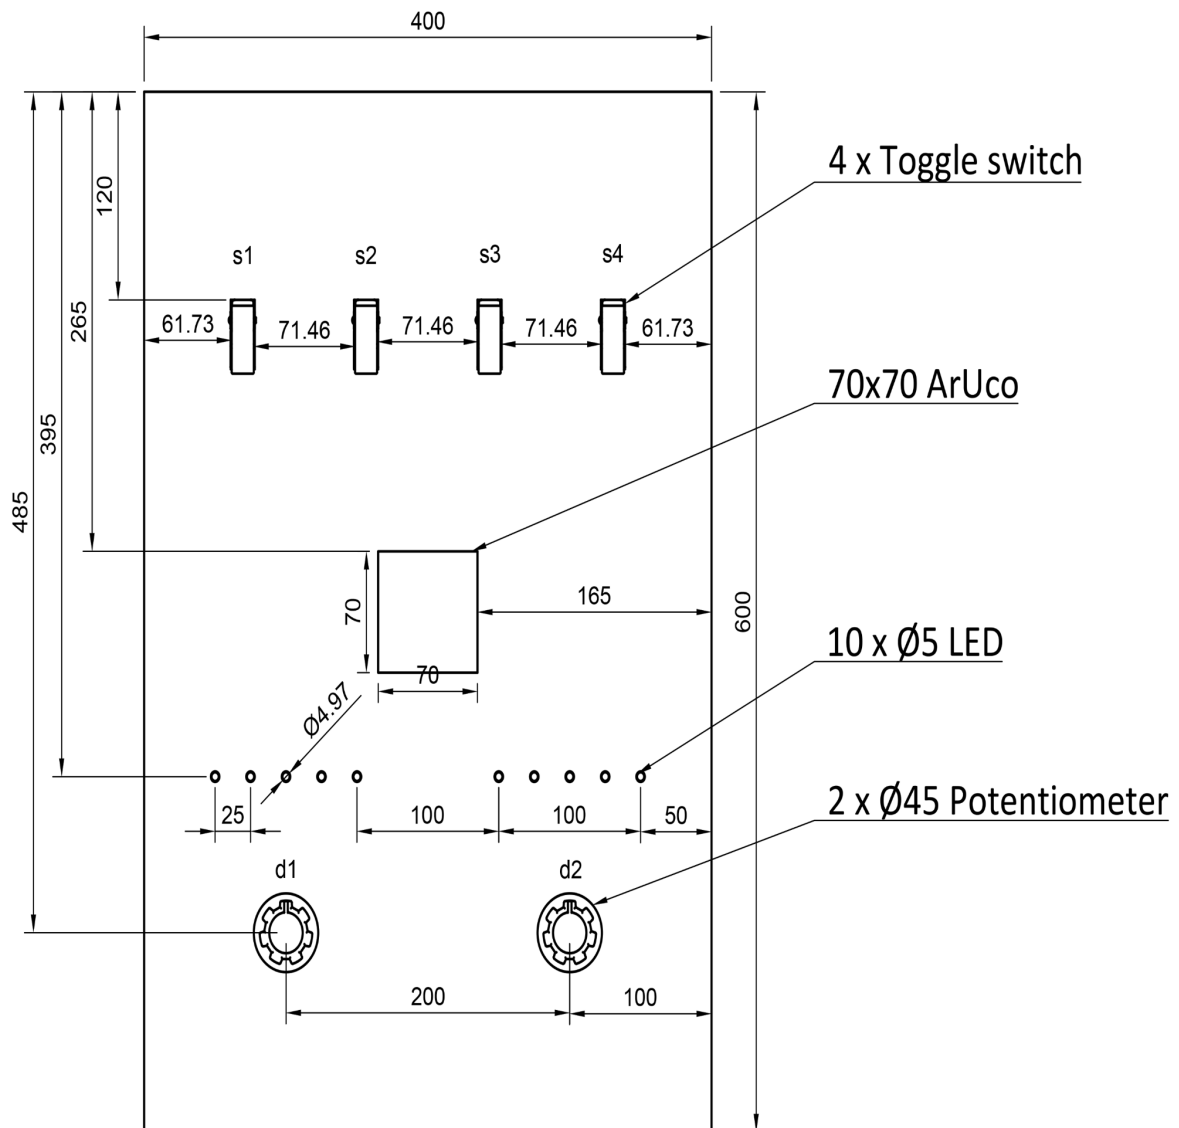 400
4 x Toggle switch
120
s1 s2 s3 s4
265
61.73 71.46 71.46 71.46 61.73
70x70 ArUco
395
485
70
165
600
10 x Ø5 LED
70
Ø4.97
25 100 100 50
2 x Ø45 Potentiometer
d1 d2
200 100